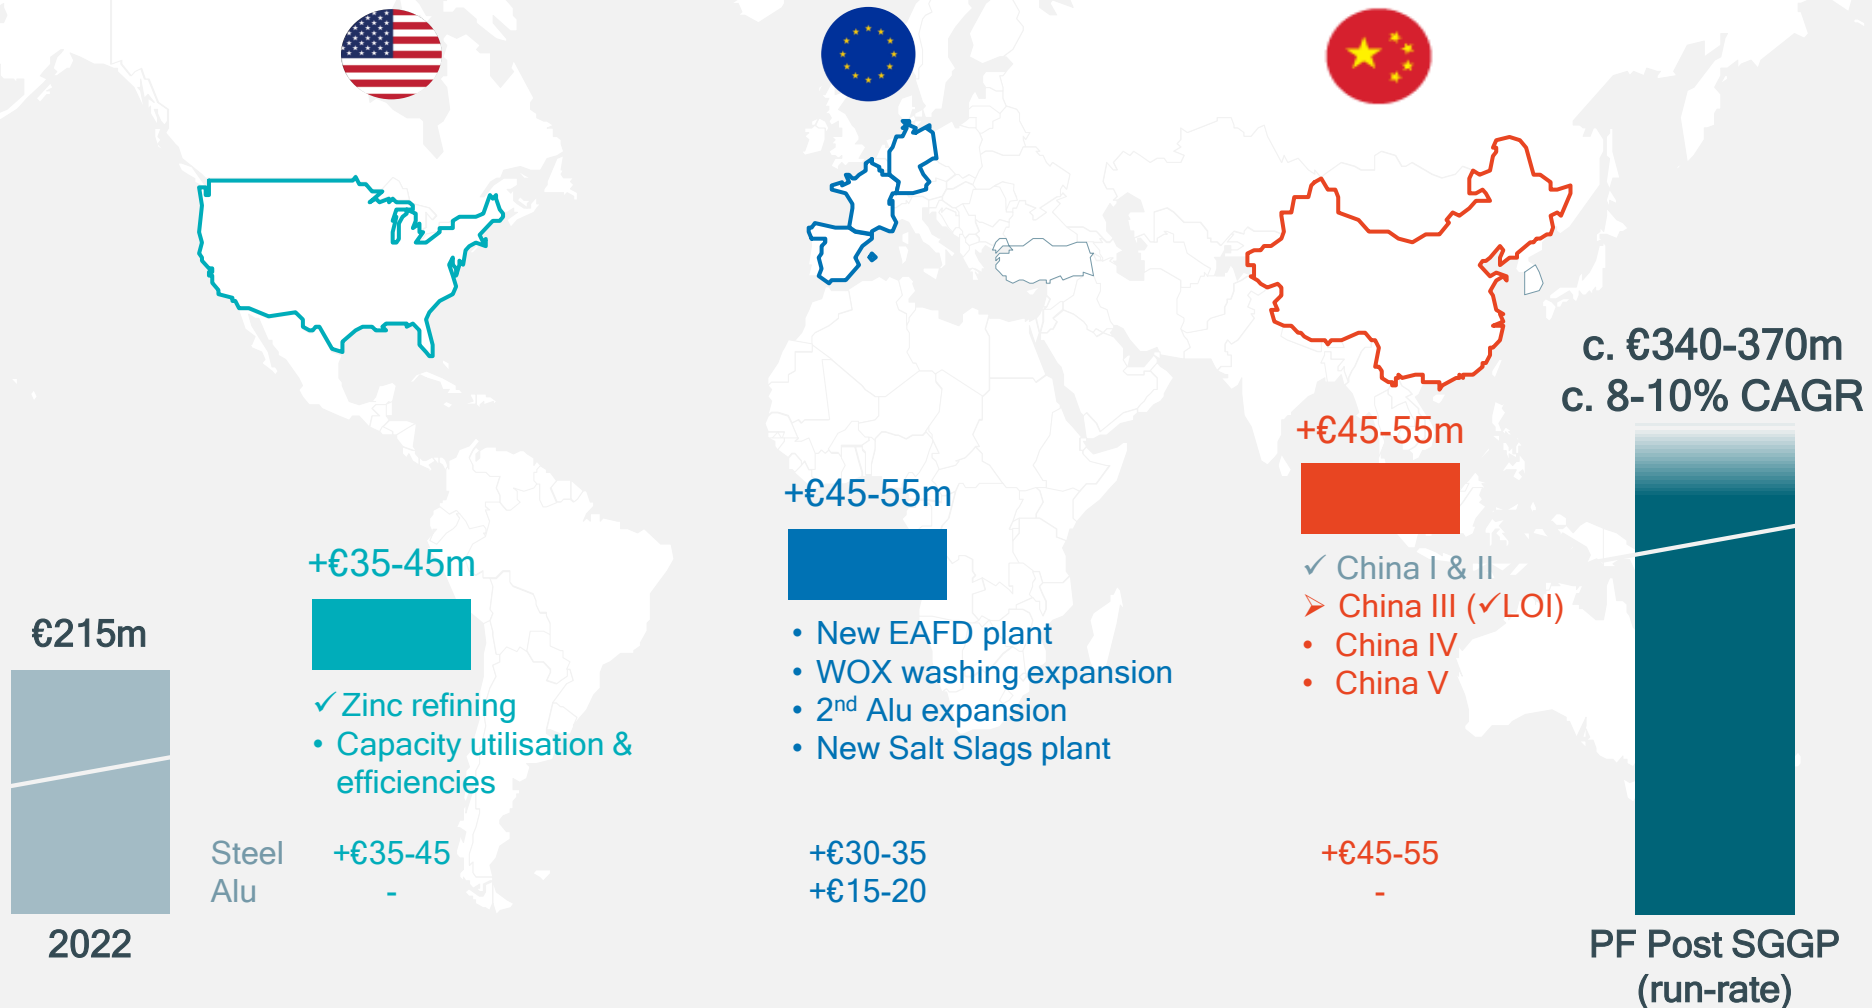 c. €340-370m
c. 8-10% CAGR
+€45-55m
+€45-55m
+€35-45m
€215m
✓ Zinc refining
• Capacity utilisation &
efficiencies
• New EAFD plant
• WOX washing expansion
• 2nd Alu expansion
• New Salt Slags plant
✓ China I & II
➢ China III (✓LOI)
• China IV
• China V
Steel +€35-45 +€30-35 +€45-55
Alu - +€15-20 -
2022
PF Post SGGP
(run-rate)